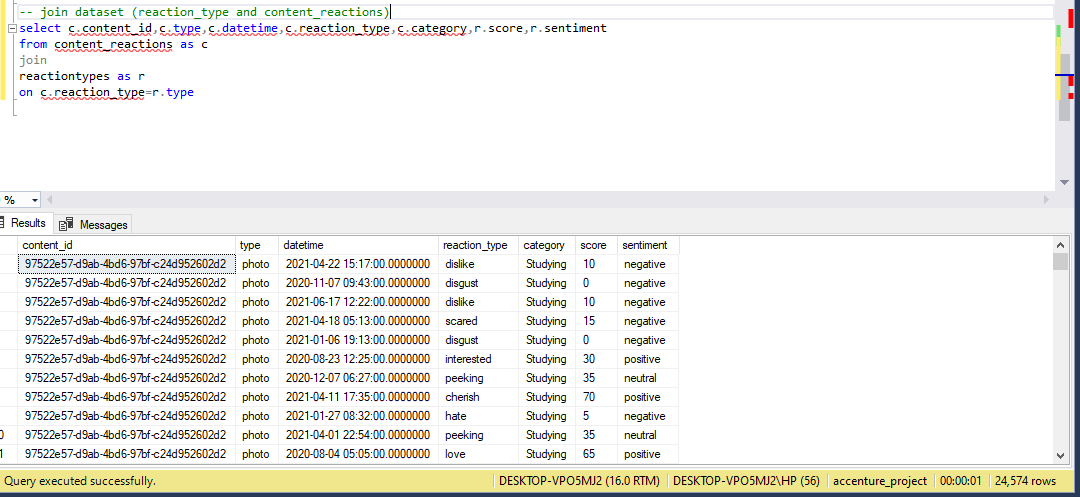 -- join dataset (reaction_type and content_reactions)
select c.content_id,c.type,c.datetime,c.reaction_type,c.category,r.score,r.sentiment
from content_reactions as c
join
reactiontypes as r
on c.reaction_type=r.type
%
Results Messages
content_id type datetime reaction_type category score sentiment
97522e57-d9ab-4bd6-97bf-c24d952602d2 photo 2021-04-22 15:17:00.0000000 dislike Studying 10 negative
97522e57-d9ab-4bd6-97bf-c24d952602d2 photo 2020-11-07 09:43:00.0000000 disgust Studying 0 negative
97522e57-d9ab-4bd6-97bf-c24d952602d2 photo 2021-06-17 12:22:00.0000000 dislike Studying 10 negative
97522e57-d9ab-4bd6-97bf-c24d952602d2 photo 2021-04-18 05:13:00.0000000 scared Studying 15 negative
97522e57-d9ab-4bd6-97bf-c24d952602d2 photo 2021-01-06 19:13:00.0000000 disgust Studying 0 negative
97522e57-d9ab-4bd6-97bf-c24d952602d2 photo 2020-08-23 12:25:00.0000000 interested Studying 30 positive
97522e57-d9ab-4bd6-97bf-c24d952602d2 photo 2020-12-07 06:27:00.0000000 peeking Studying 35 neutral
97522e57-d9ab-4bd6-97bf-c24d952602d2 photo 2021-04-11 17:35:00.0000000 cherish Studying 70 positive
97522e57-d9ab-4bd6-97bf-c24d952602d2 photo 2021-01-27 08:32:00.0000000 hate Studying 5 negative
0 97522e57-d9ab-4bd6-97bf-c24d952602d2 photo 2021-04-01 22:54:00.0000000 peeking Studying 35 neutral
1 97522e57-d9ab-4bd6-97bf-c24d952602d2 photo 2020-08-04 05:05:00.0000000 love Studying 65 positive
Query executed successfully. DESKTOP-VPO5MJ2 (16.0 RTM) DESKTOP-VPO5MJ2\HP (56) accenture_project 00:00:01 24,574 rows